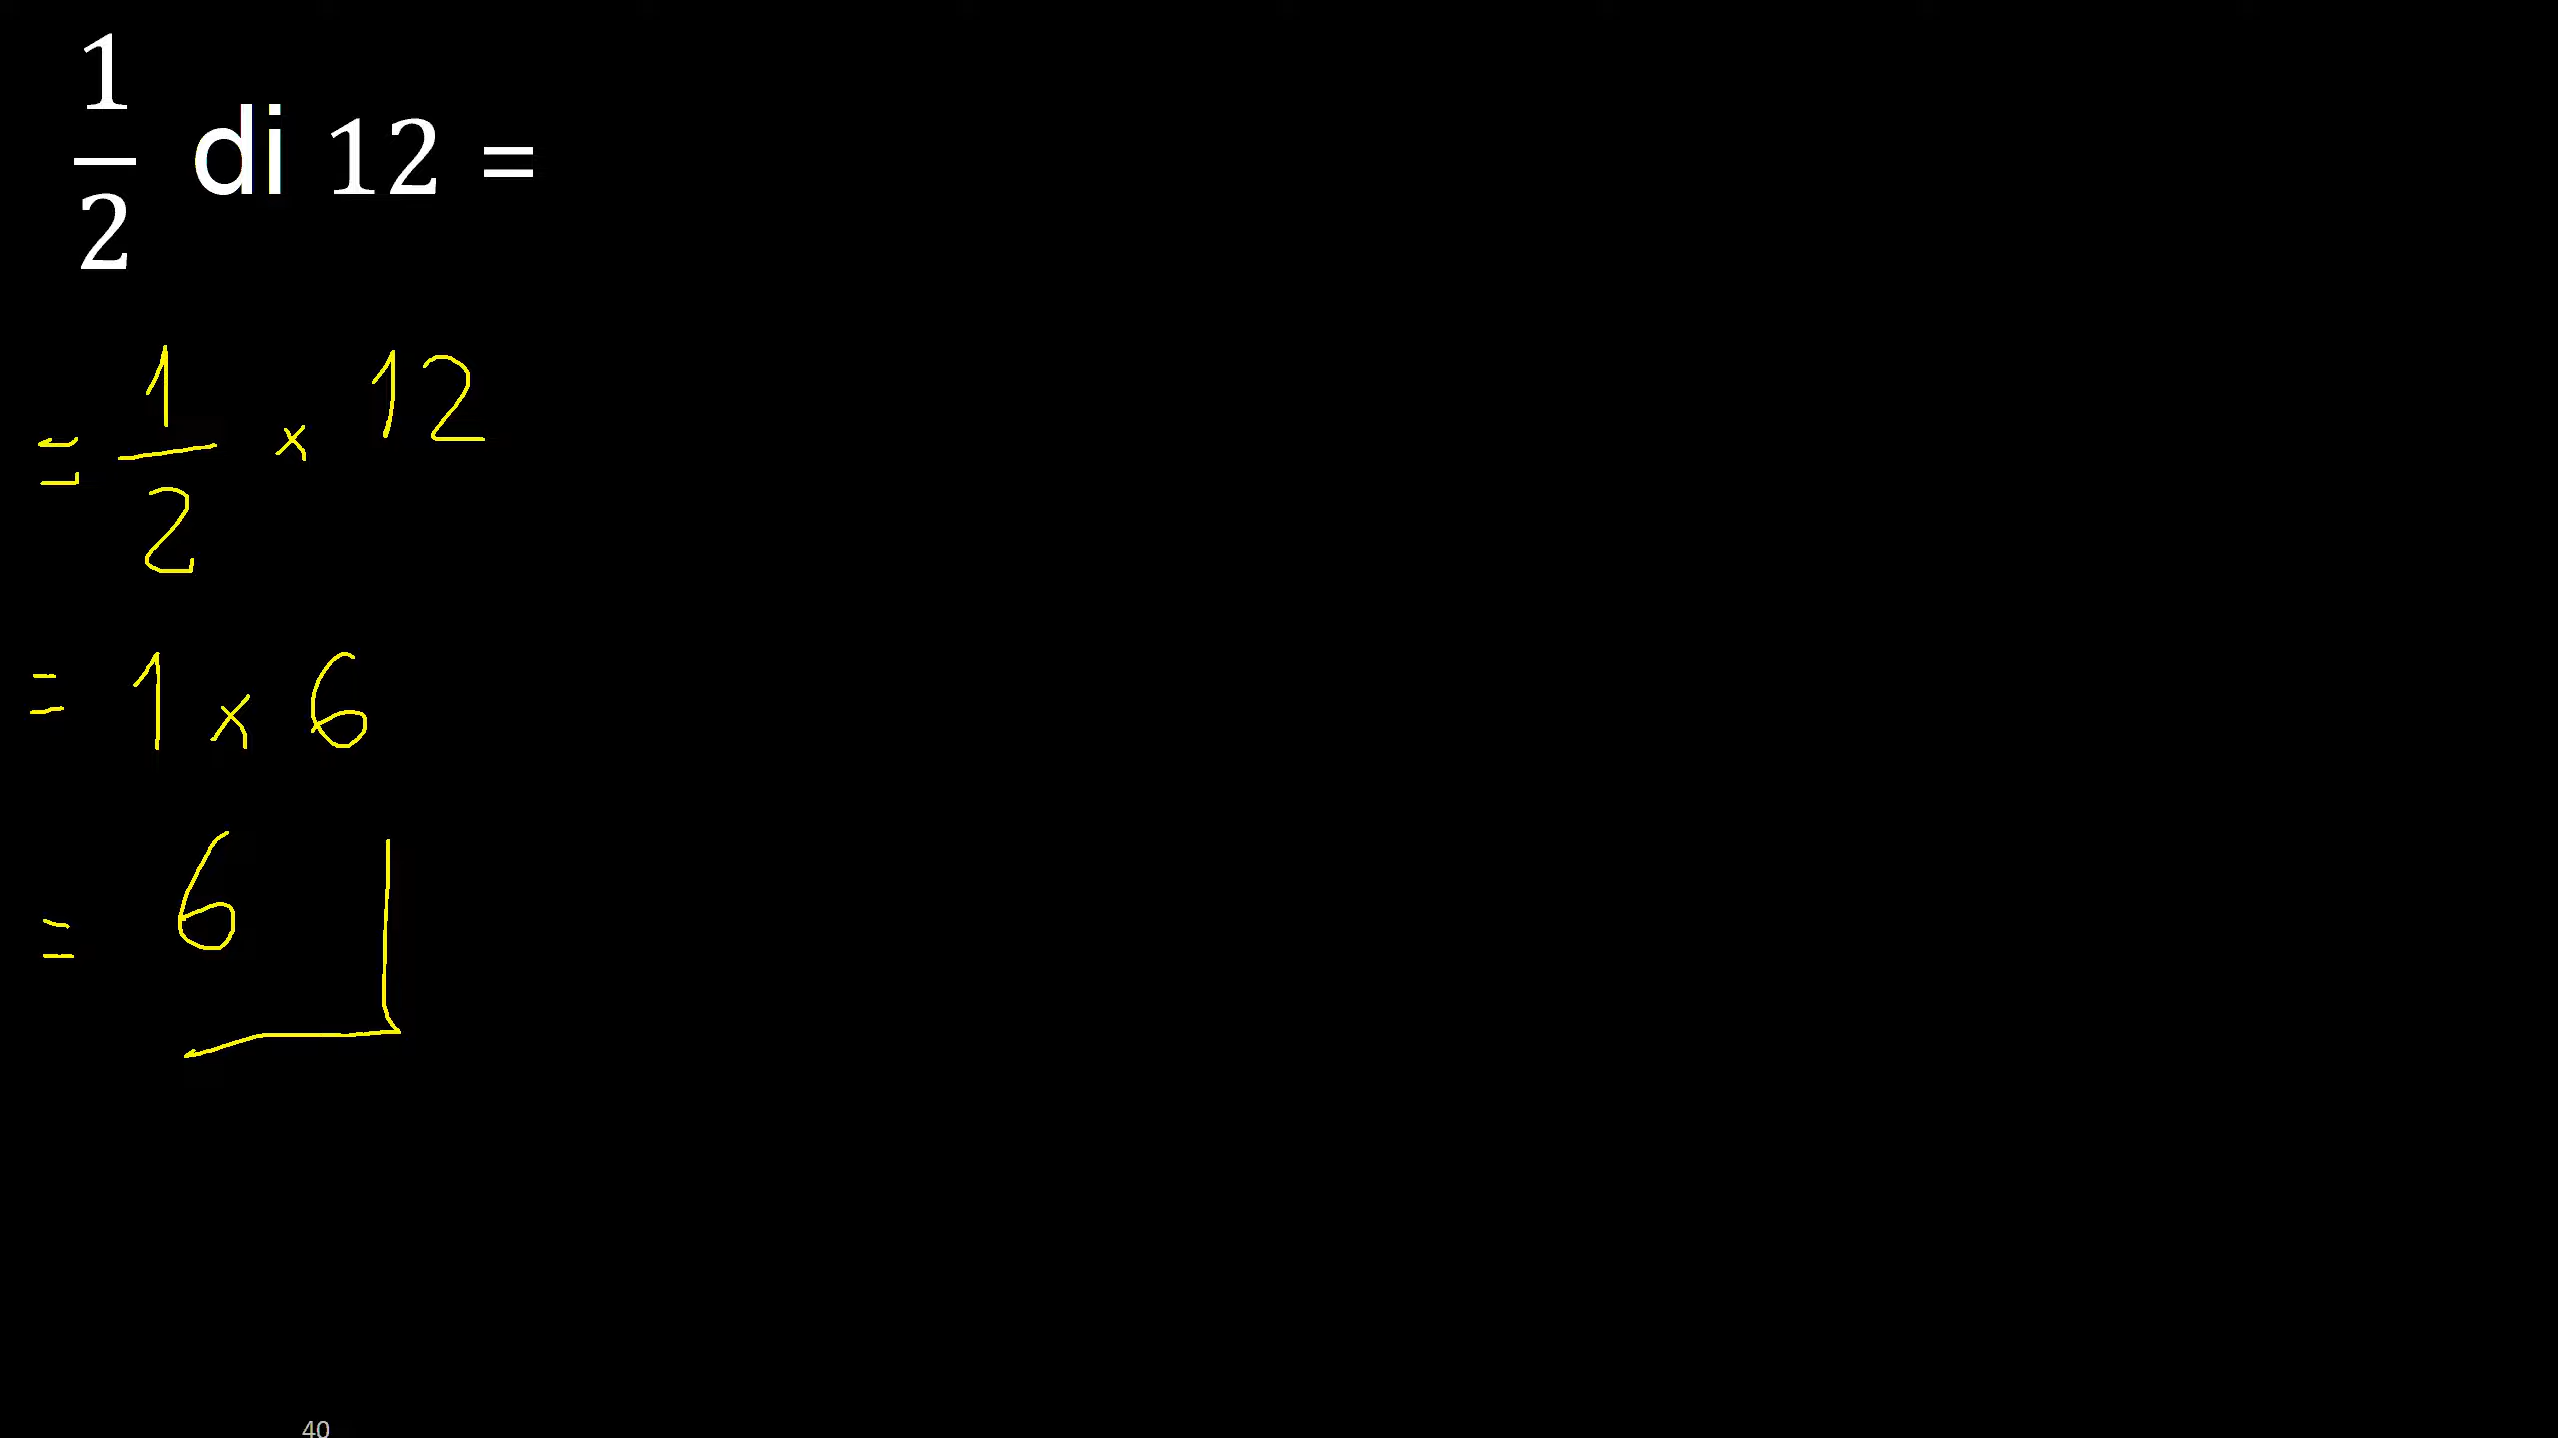 1/2 di 12 =
= 1/2 × 12
= 1 × 6
= 6
40